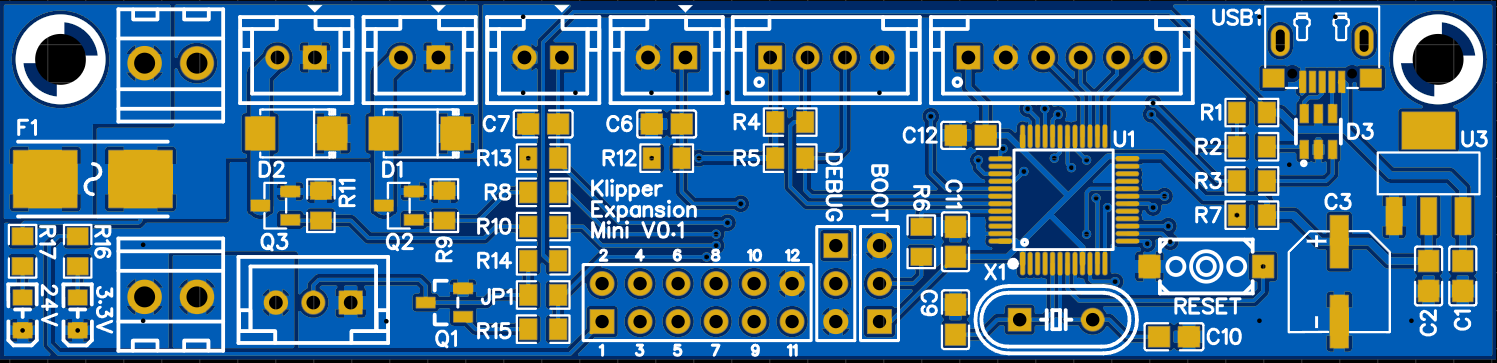 USB1
F1
C7
C6
R4
C12
U1
R1
D3
U3
R13
R12
R5
R2
D2
D1
R11
R8
Klipper
Expansion
Mini V0.1
DEBUG
BOOT
R6
C11
R3
R7
C3
Q3
Q2
R9
R10
R17
R16
R14
2 4 6 8 10 12
X1
+
24V
3.3V
JP1
R15
Q1
C9
RESET
C10
C2
C1
-
1 3 5 7 9 11